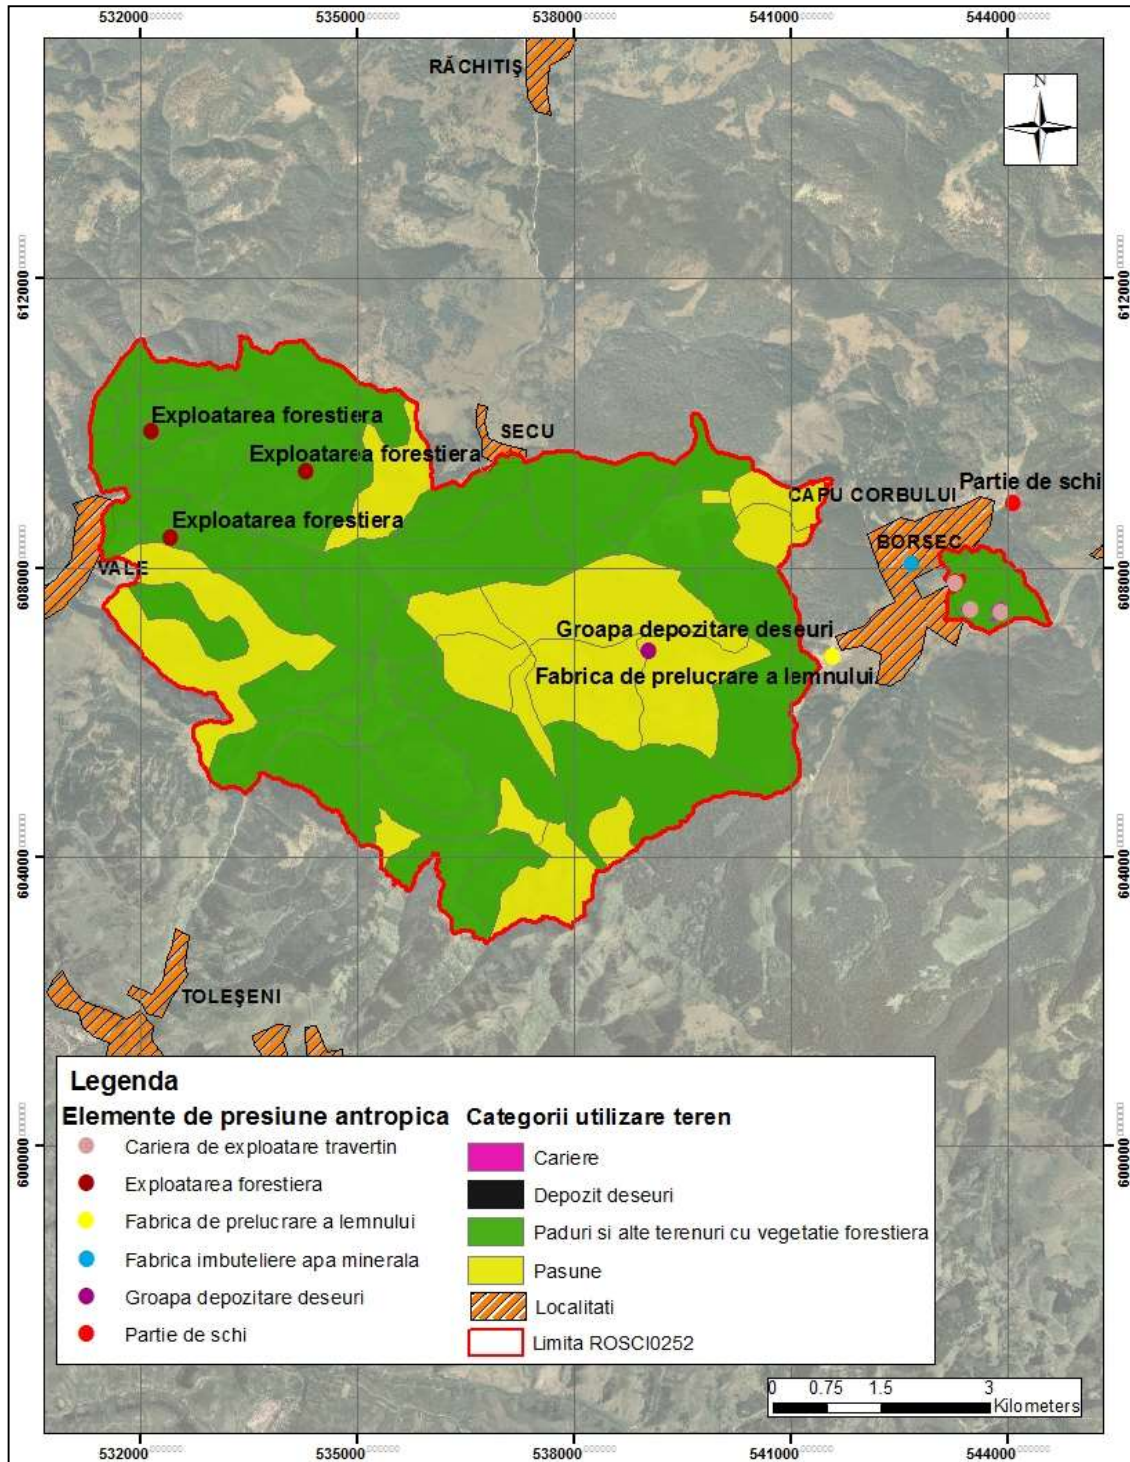 532000 535000 538000 541000 544000
RĂCHITIŞ
N
612000 612000
Exploatarea forestiera
SECU
Exploatarea forestiera
Partie de schi
CAPU CORBULUI
Exploatarea forestiera
BORSEC
VALE
608000 608000
Groapa depozitare deseuri
Fabrica de prelucrare a lemnului
604000 604000
TOLEŞENI
Legenda
Elemente de presiune antropica
Cariera de exploatare travertin
Exploatarea forestiera
Fabrica de prelucrare a lemnului
Fabrica imbuteliere apa minerala
Groapa depozitare deseuri
Partie de schi
Categorii utilizare teren
Cariere
Depozit deseuri
Paduri si alte terenuri cu vegetatie forestiera
Pasune
Localitati
Limita ROSCI0252
600000 600000
0 0.75 1.5 3
Kilometers
532000 535000 538000 541000 544000